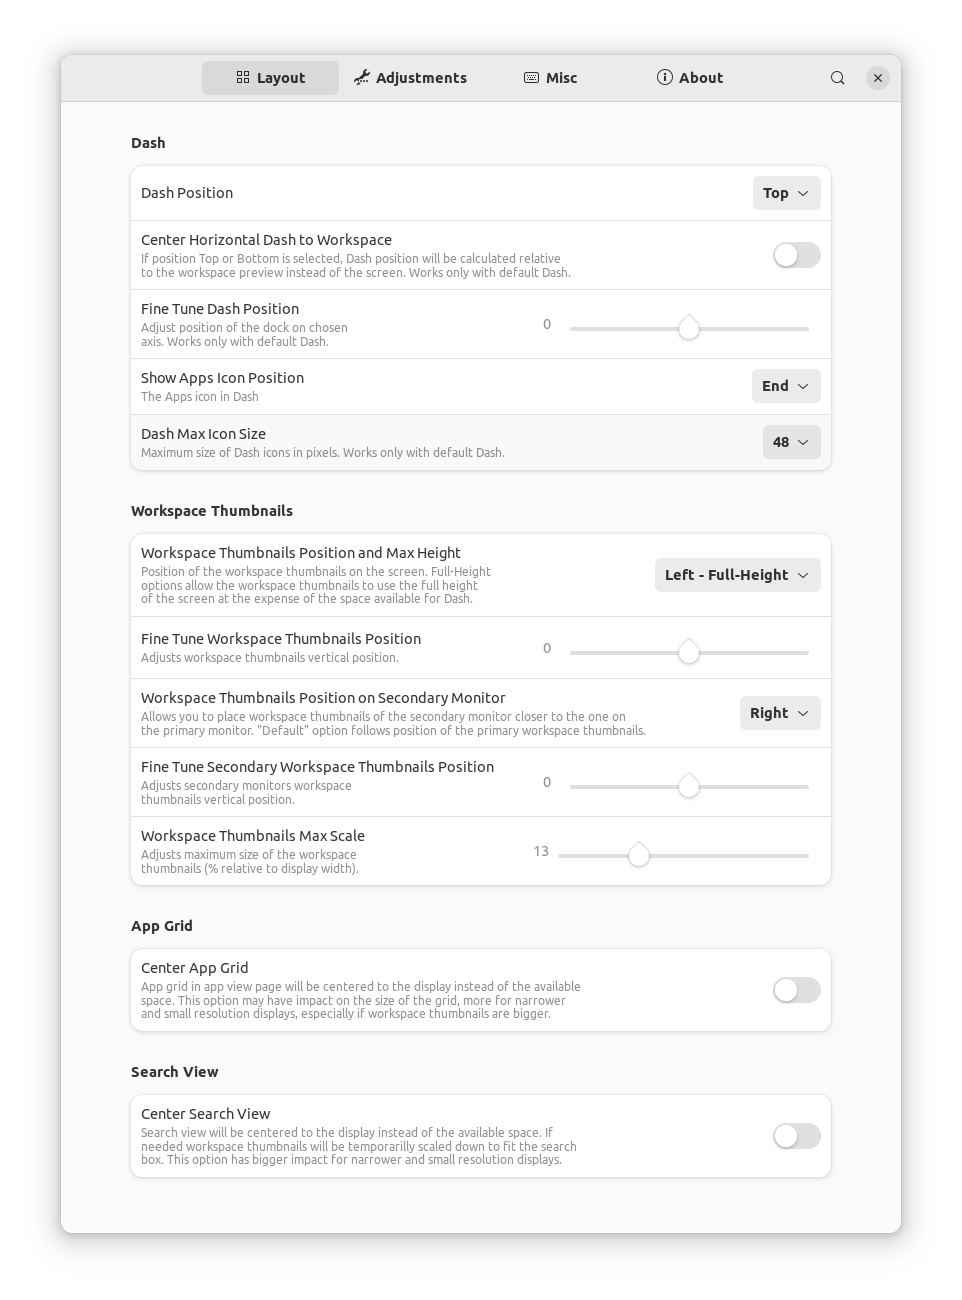 Layout
Adjustments
Misc
About
Dash
Dash Position
Top
Center Horizontal Dash to Workspace
If position Top or Bottom is selected, Dash position will be calculated relative
to the workspace preview instead of the screen. Works only with default Dash.
Fine Tune Dash Position
Adjust position of the dock on chosen
axis. Works only with default Dash.
0
Show Apps Icon Position
The Apps icon in Dash
End
Dash Max Icon Size
Maximum size of Dash icons in pixels. Works only with default Dash.
48
Workspace Thumbnails
Workspace Thumbnails Position and Max Height
Position of the workspace thumbnails on the screen. Full-Height
options allow the workspace thumbnails to use the full height
of the screen at the expense of the space available for Dash.
Left - Full-Height
Fine Tune Workspace Thumbnails Position
Adjusts workspace thumbnails vertical position.
0
Workspace Thumbnails Position on Secondary Monitor
Allows you to place workspace thumbnails of the secondary monitor closer to the one on
the primary monitor. "Default" option follows position of the primary workspace thumbnails.
Right
Fine Tune Secondary Workspace Thumbnails Position
Adjusts secondary monitors workspace
thumbnails vertical position.
0
Workspace Thumbnails Max Scale
Adjusts maximum size of the workspace
thumbnails (% relative to display width).
13
App Grid
Center App Grid
App grid in app view page will be centered to the display instead of the available
space. This option may have impact on the size of the grid, more for narrower
and small resolution displays, especially if workspace thumbnails are bigger.
Search View
Center Search View
Search view will be centered to the display instead of the available space. If
needed workspace thumbnails will be temporarilly scaled down to fit the search
box. This option has bigger impact for narrower and small resolution displays.